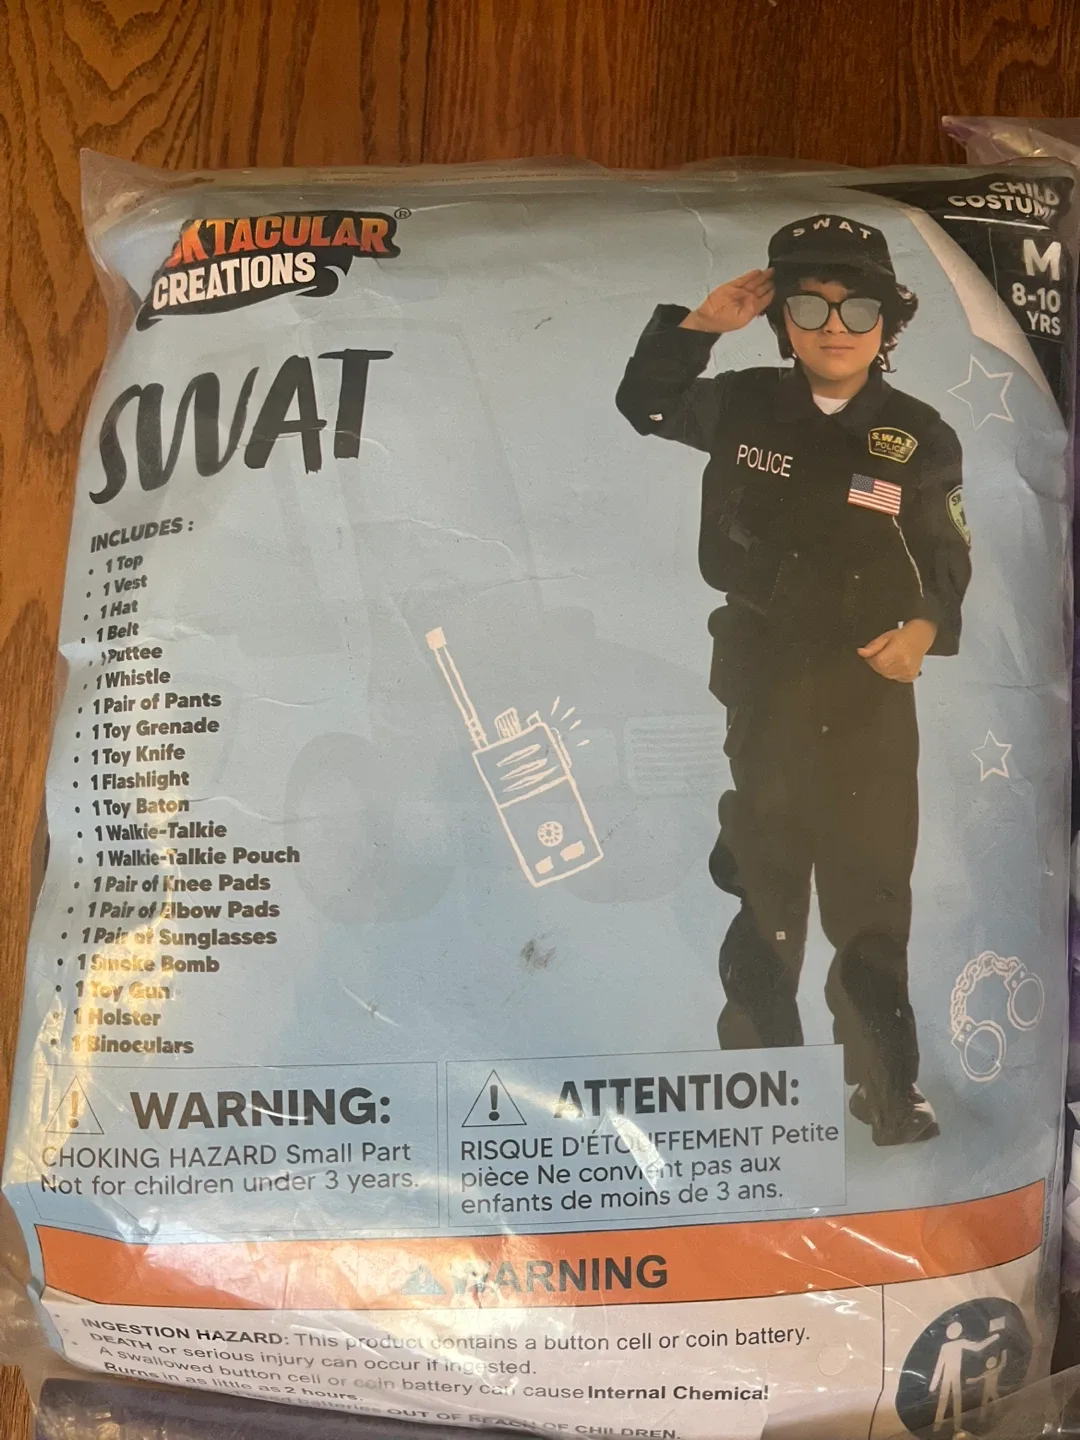 KTACULAR®
CREATIONS
CHILD
COSTUM
M
8-10
YRS
SWAT
SWAT
POLICE
S.W.A.T.
POLICE
INCLUDES :
• 1 Top
• 1 Vest
• 1 Hat
• 1 Belt
• 1 Puttee
• 1 Whistle
• 1 Pair of Pants
• 1 Toy Grenade
• 1 Toy Knife
• 1 Flashlight
• 1 Toy Baton
• 1 Walkie-Talkie
• 1 Walkie-Talkie Pouch
• 1 Pair of Knee Pads
• 1 Pair of Elbow Pads
• 1 Pair of Sunglasses
• 1 Smoke Bomb
• 1 Toy Gun
• 1 Holster
• 1 Binoculars
WARNING:
CHOKING HAZARD Small Part
Not for children under 3 years.
ATTENTION:
RISQUE D'ÉTOUFFEMENT Petite
pièce Ne convient pas aux
enfants de moins de 3 ans.
WARNING
INGESTION HAZARD: This product contains a button cell or coin battery.
DEATH or serious injury can occur if ingested.
A swallowed button cell or coin battery can cause Internal Chemical
Burns in as little as 2 hours.
batteries OUT OF REACH OF CHILDREN.